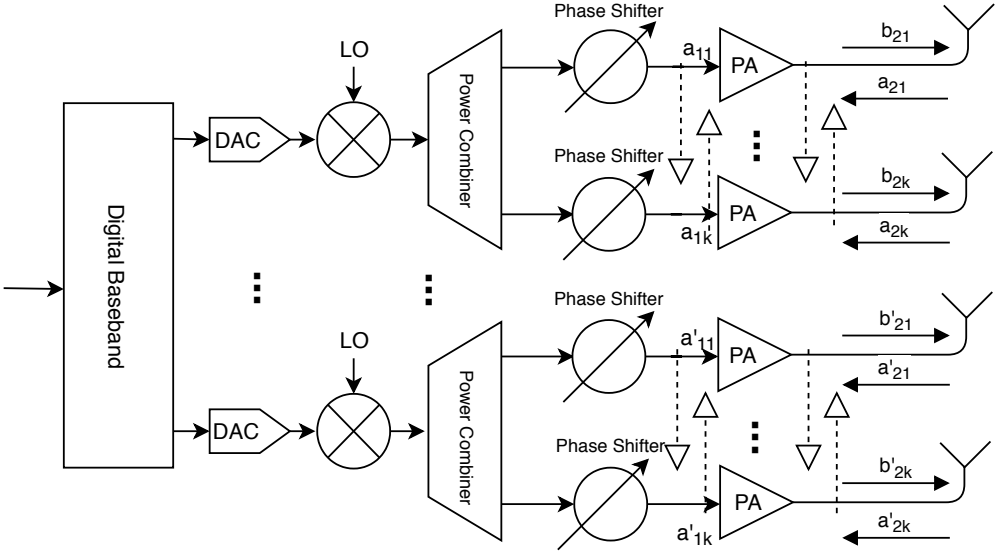 Phase Shifter
LO
a11
PA
b21
a21
DAC
Power Combiner
Phase Shifter
a1k
PA
b2k
a2k
Digital Baseband
Phase Shifter
LO
a'11
PA
b'21
a'21
DAC
Power Combiner
Phase Shifter
a'1k
PA
b'2k
a'2k